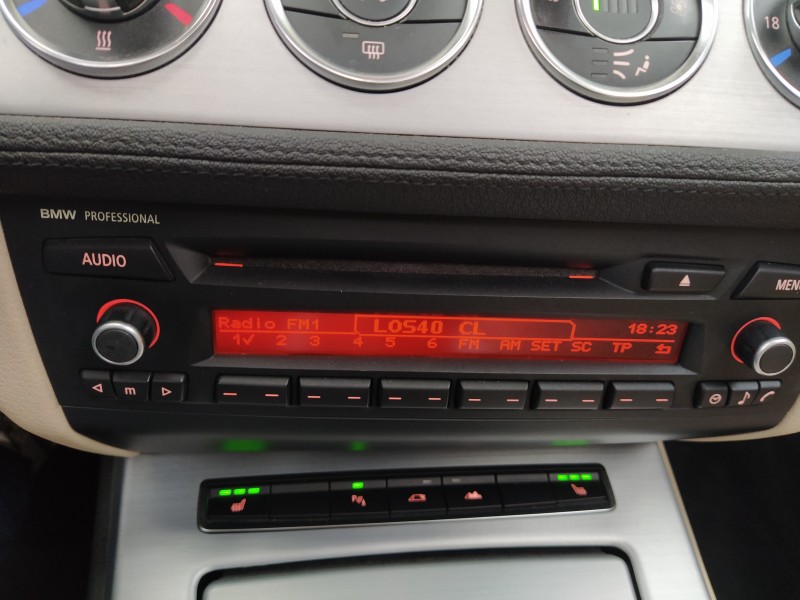 18
BMW PROFESSIONAL
AUDIO
MENU
Radio FM1 LOS40 CL 18:23
1✓ 2 3 4 5 6 FM AM SET SC TP
m